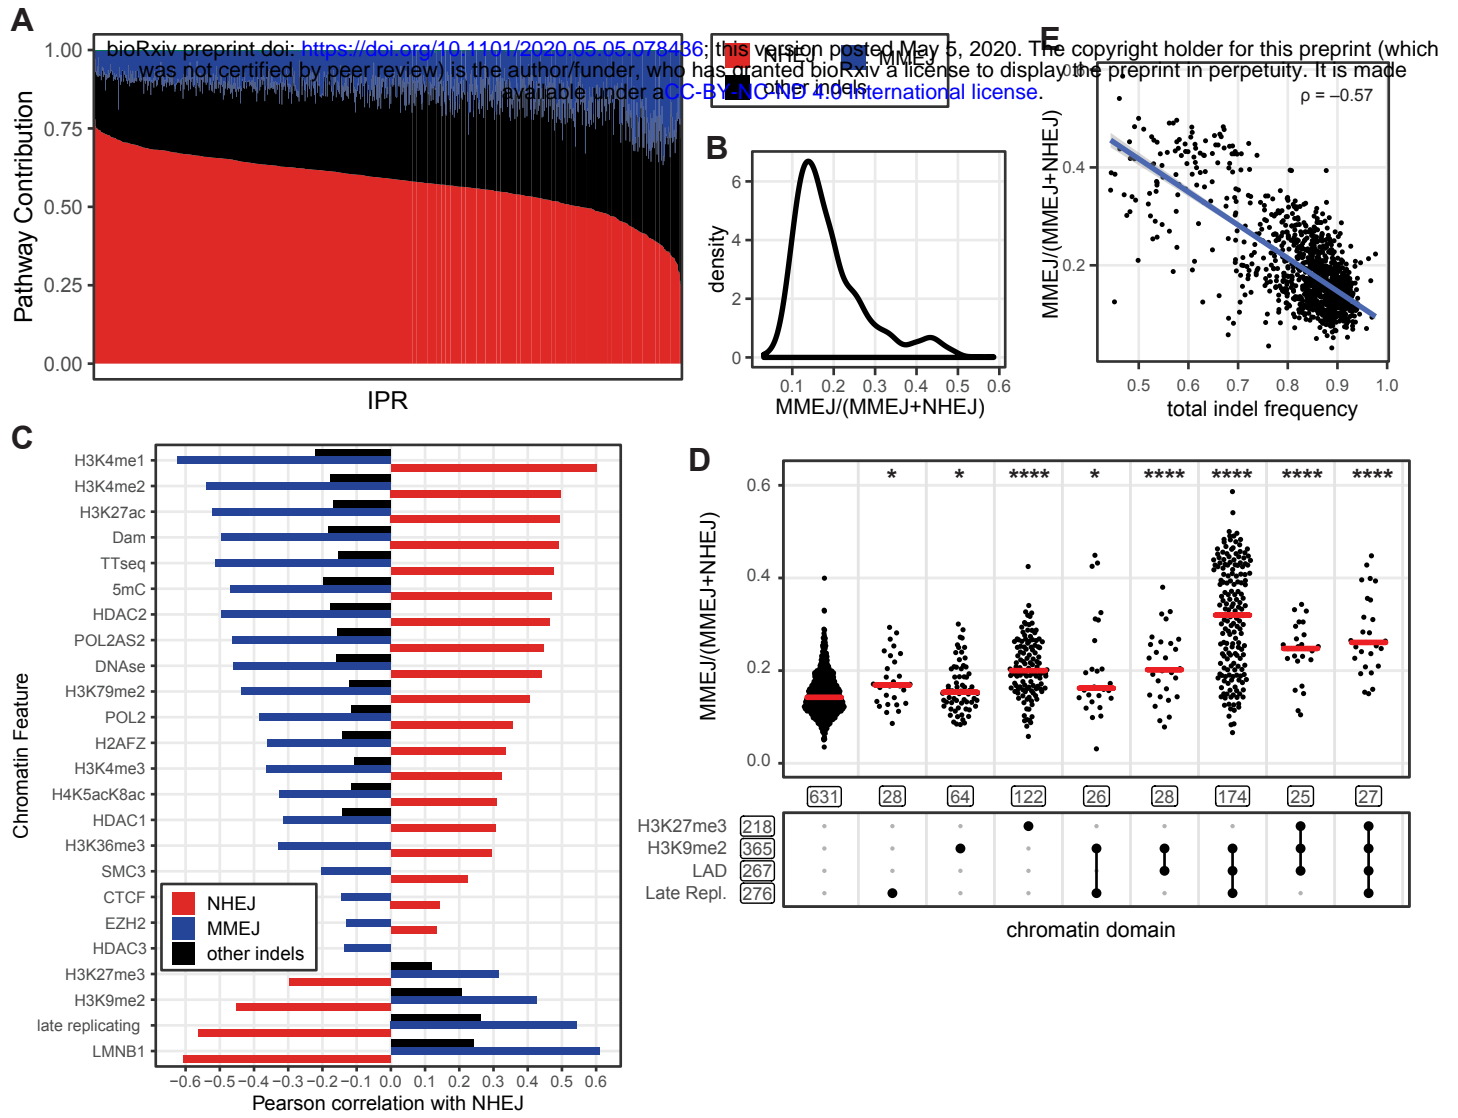 A
bioRxiv preprint doi: https://doi.org/10.1101/2020.05.05.078436; this version posted May 5, 2020. The copyright holder for this preprint (which
was not certified by peer review) is the author/funder, who has granted bioRxiv a license to display the preprint in perpetuity. It is made
available under aCC-BY-NC-ND 4.0 International license.
1.00
0.75
0.50
0.25
0.00
Pathway Contribution
IPR
NHEJ
MMEJ
other indels
B
6
4
2
0
density
0.1 0.2 0.3 0.4 0.5 0.6
MMEJ/(MMEJ+NHEJ)
E
0.6
0.4
0.2
MMEJ/(MMEJ+NHEJ)
ρ = −0.57
0.5 0.6 0.7 0.8 0.9 1.0
total indel frequency
C
Chromatin Feature
H3K4me1
H3K4me2
H3K27ac
Dam
TTseq
5mC
HDAC2
POL2AS2
DNAse
H3K79me2
POL2
H2AFZ
H3K4me3
H4K5acK8ac
HDAC1
H3K36me3
SMC3
CTCF
EZH2
HDAC3
H3K27me3
H3K9me2
late replicating
LMNB1
NHEJ
MMEJ
other indels
−0.6 −0.5 −0.4 −0.3 −0.2 −0.1 0.0 0.1 0.2 0.3 0.4 0.5 0.6
Pearson correlation with NHEJ
D
* * **** * **** **** **** ****
0.6
0.4
0.2
0.0
MMEJ/(MMEJ+NHEJ)
631 28 64 122 26 28 174 25 27
H3K27me3 218
H3K9me2 365
LAD 267
Late Repl. 276
chromatin domain